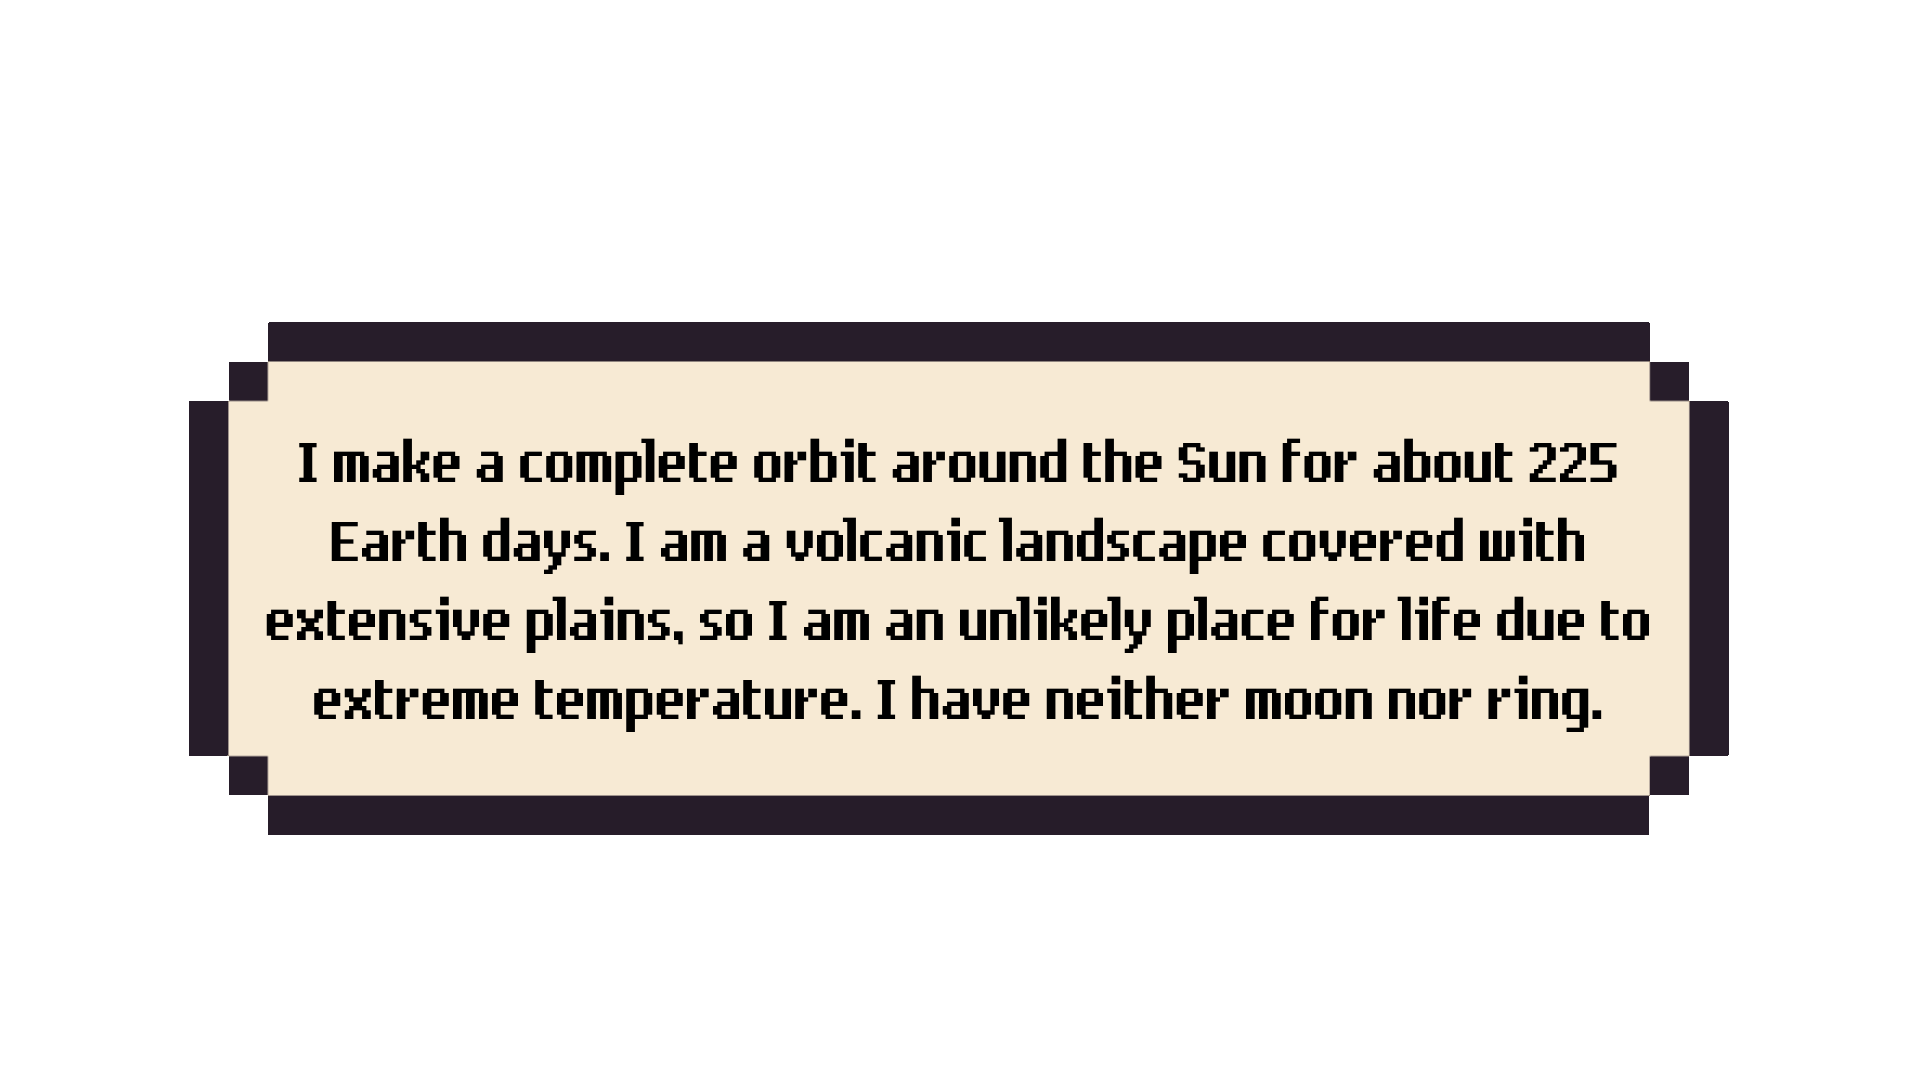 I make a complete orbit around the Sun for about 225
Earth days. I am a volcanic landscape covered with
extensive plains, so I am an unlikely place for life due to
extreme temperature. I have neither moon nor ring.